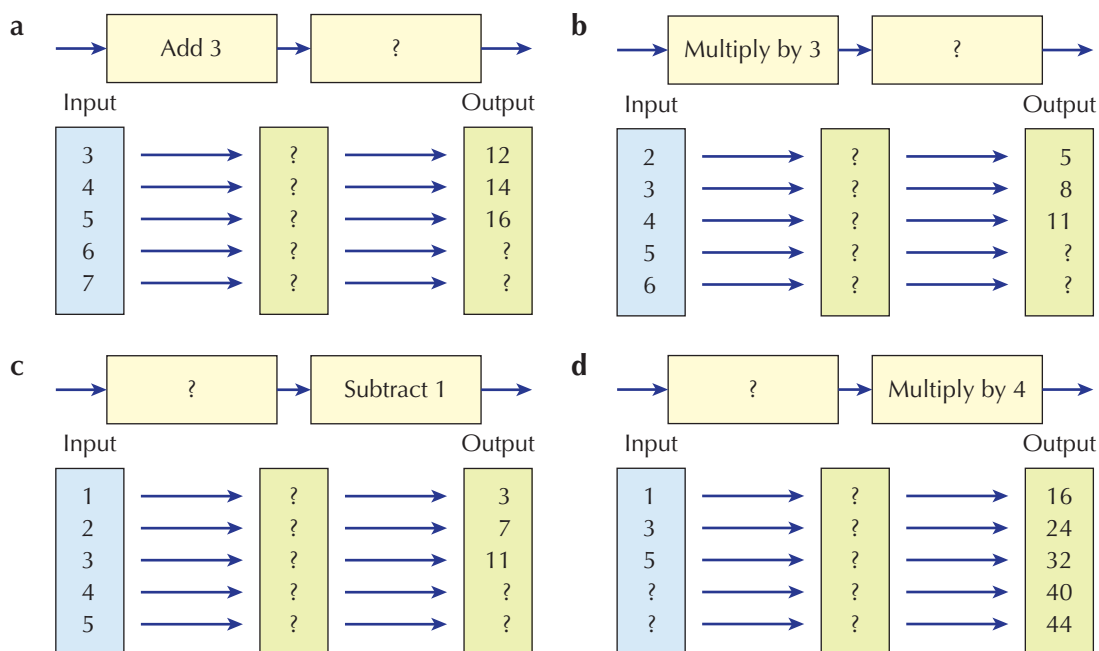 a
Add 3 ?
Input Output
3 ? 12
4 ? 14
5 ? 16
6 ? ?
7 ? ?
b
Multiply by 3 ?
Input Output
2 ? 5
3 ? 8
4 ? 11
5 ? ?
6 ? ?
c
? Subtract 1
Input Output
1 ? 3
2 ? 7
3 ? 11
4 ? ?
5 ? ?
d
? Multiply by 4
Input Output
1 ? 16
3 ? 24
5 ? 32
? ? 40
? ? 44